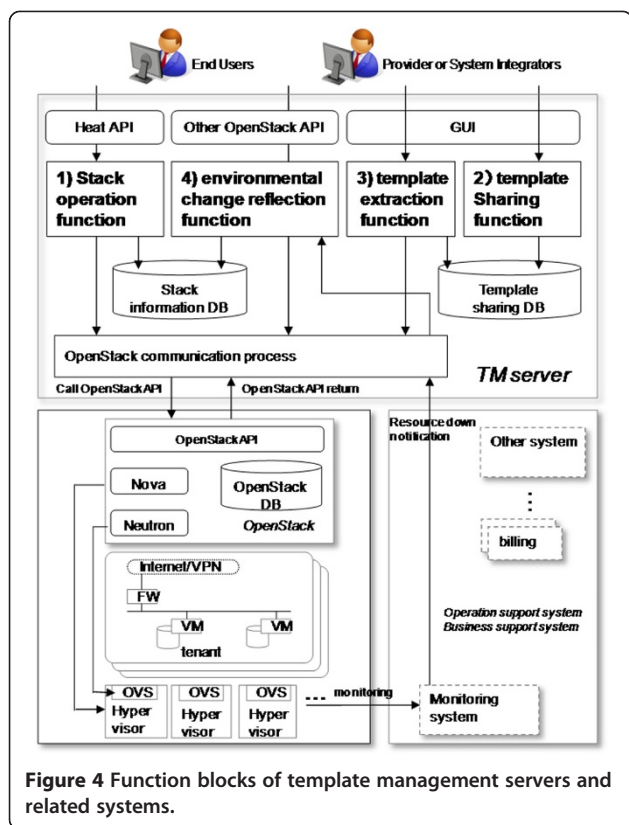 End Users
Provider or System Integrators
Heat API
Other OpenStack API
GUI
1) Stack
operation
function
4) environmental
change reflection
function
3) template
extraction
function
2) template
Sharing
function
Stack
information DB
Template
sharing DB
OpenStack communication process
TM server
Call OpenStack API
OpenStack API return
Resource down
notification
OpenStack API
Nova
Neutron
OpenStack
DB
OpenStack
Other system
billing
Internet/VPN
FW
VM
VM
tenant
Operation support system
Business support system
OVS
Hyper
visor
OVS
Hyper
visor
OVS
Hyper
visor
... monitoring
Monitoring
system
Figure 4 Function blocks of template management servers and
related systems.